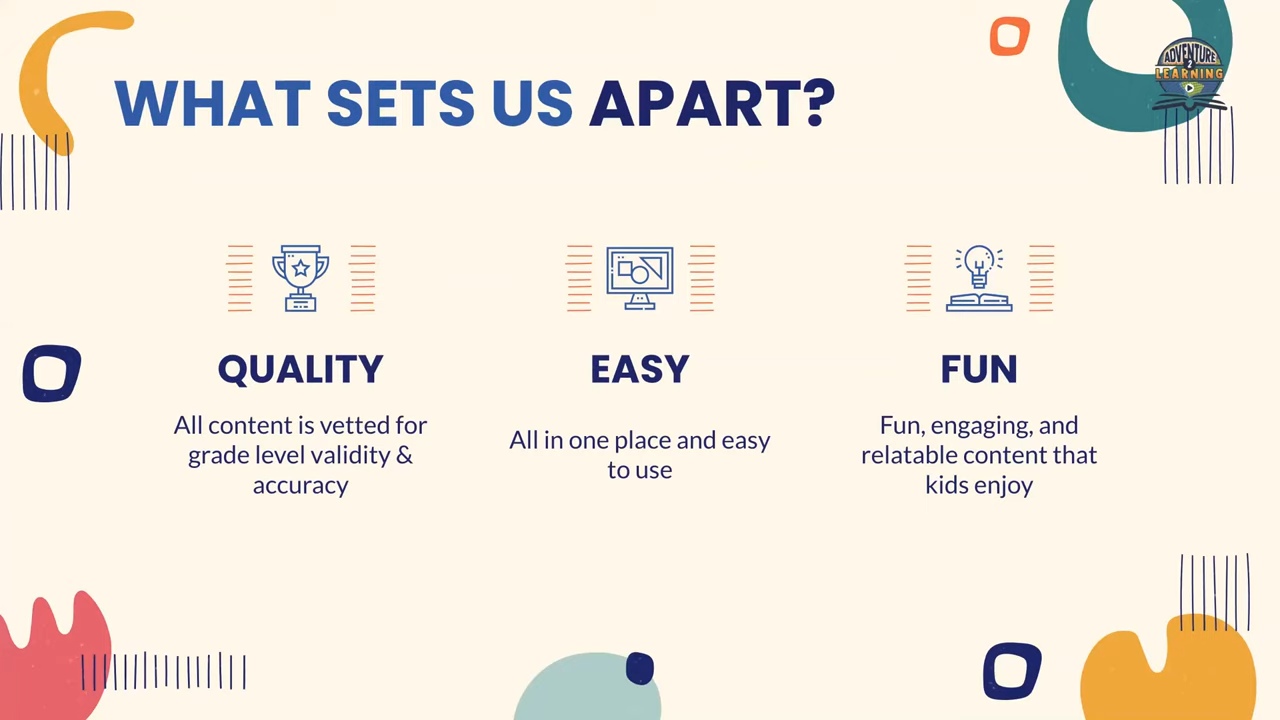 WHAT SETS US APART?
ADVENTURE
2
LEARNING
QUALITY
All content is vetted for
grade level validity &
accuracy
EASY
All in one place and easy
to use
FUN
Fun, engaging, and
relatable content that
kids enjoy